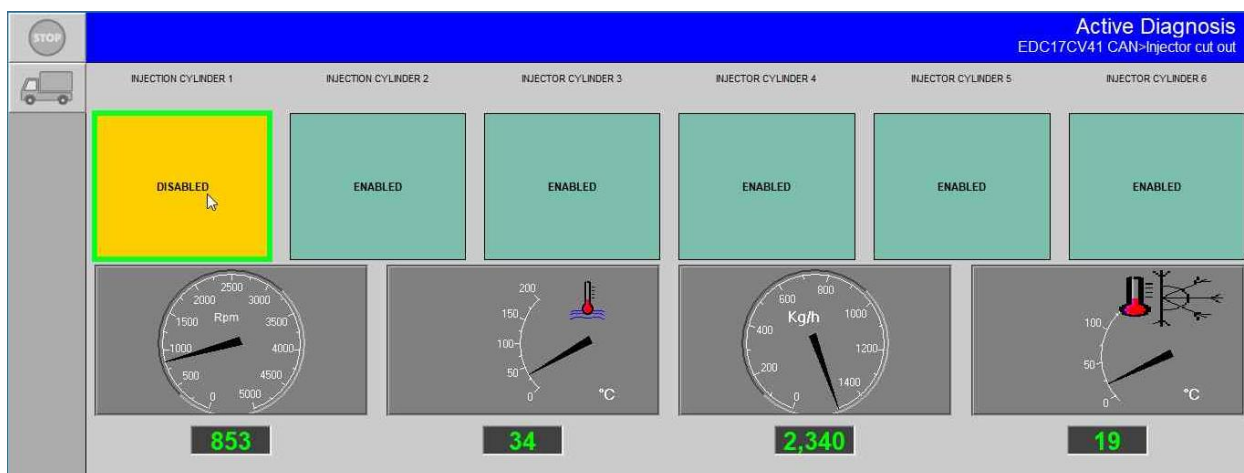 STOP
Active Diagnosis
EDC17CV41 CAN>Injector cut out
INJECTION CYLINDER 1
INJECTION CYLINDER 2
INJECTOR CYLINDER 3
INJECTOR CYLINDER 4
INJECTOR CYLINDER 5
INJECTOR CYLINDER 6
DISABLED
ENABLED
ENABLED
ENABLED
ENABLED
ENABLED
0
500
1000
1500
2000
2500
3000
3500
4000
4500
5000
Rpm
0
50
100
150
200
°C
0
200
400
600
800
1000
1200
1400
Kg/h
0
50
100
°C
853
34
2,340
19